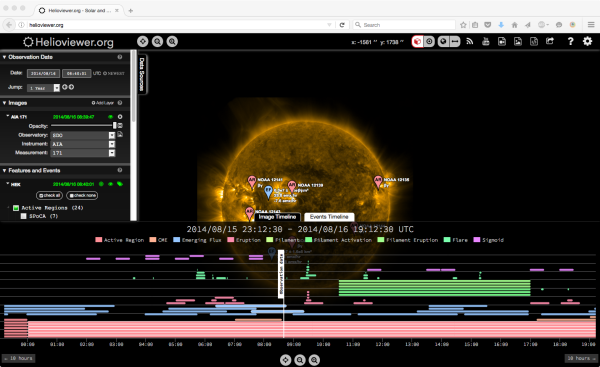 Helioviewer.org - Solar and ...
www.helioviewer.org
Search
Helioviewer.org
x: -1581 " y: 1738 "
Observation Date
Date: 2014/08/16 08:40:01 UTC NEWEST
Jump: 1 Year
Images
Add Layer
AIA 171 2014/08/16 08:39:47
Opacity:
Observatory: SDO
Instrument: AIA
Measurement: 171
Features and Events
HEK 2014/08/16 08:40:01
check all check none
Active Regions (24)
SPoCA (7)
Data Sources
NOAA 12141
βγ
NOAA 12139
NOAA 12135
β
NOAA 12143
Image Timeline Events Timeline
2014/08/15 23:12:30 - 2014/08/16 19:12:30 UTC
Active Region CME Emerging Flux Eruption Filament Filament Activation Filament Eruption Flare Sigmoid
Observation date
00:00 01:00 02:00 03:00 04:00 05:00 06:00 07:00 08:00 09:00 10:00 11:00 12:00 13:00 14:00 15:00 16:00 17:00 18:00 19:00
← 10 hours 10 hours →